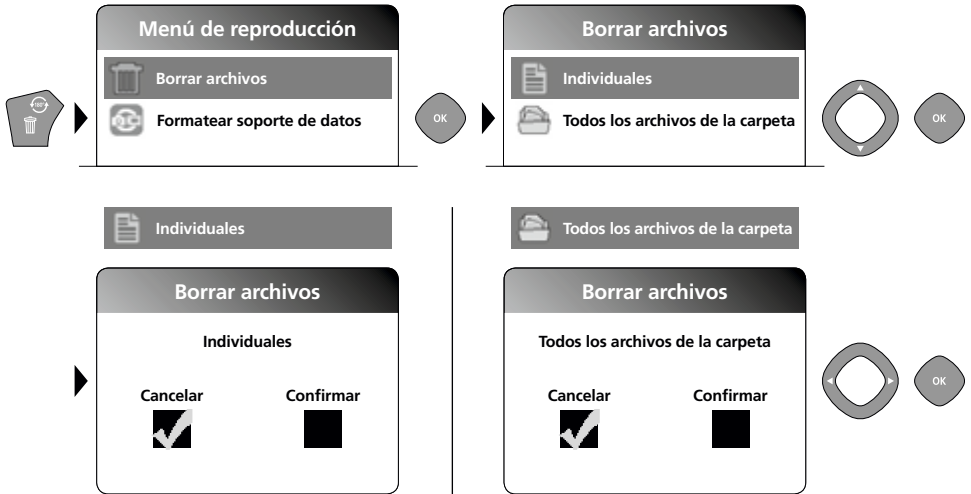 Menú de reproducción
Borrar archivos
Formatear soporte de datos
180°
OK
Borrar archivos
Individuales
Todos los archivos de la carpeta
OK
Individuales
Borrar archivos
Individuales
Cancelar Confirmar
Todos los archivos de la carpeta
Borrar archivos
Todos los archivos de la carpeta
Cancelar Confirmar
OK